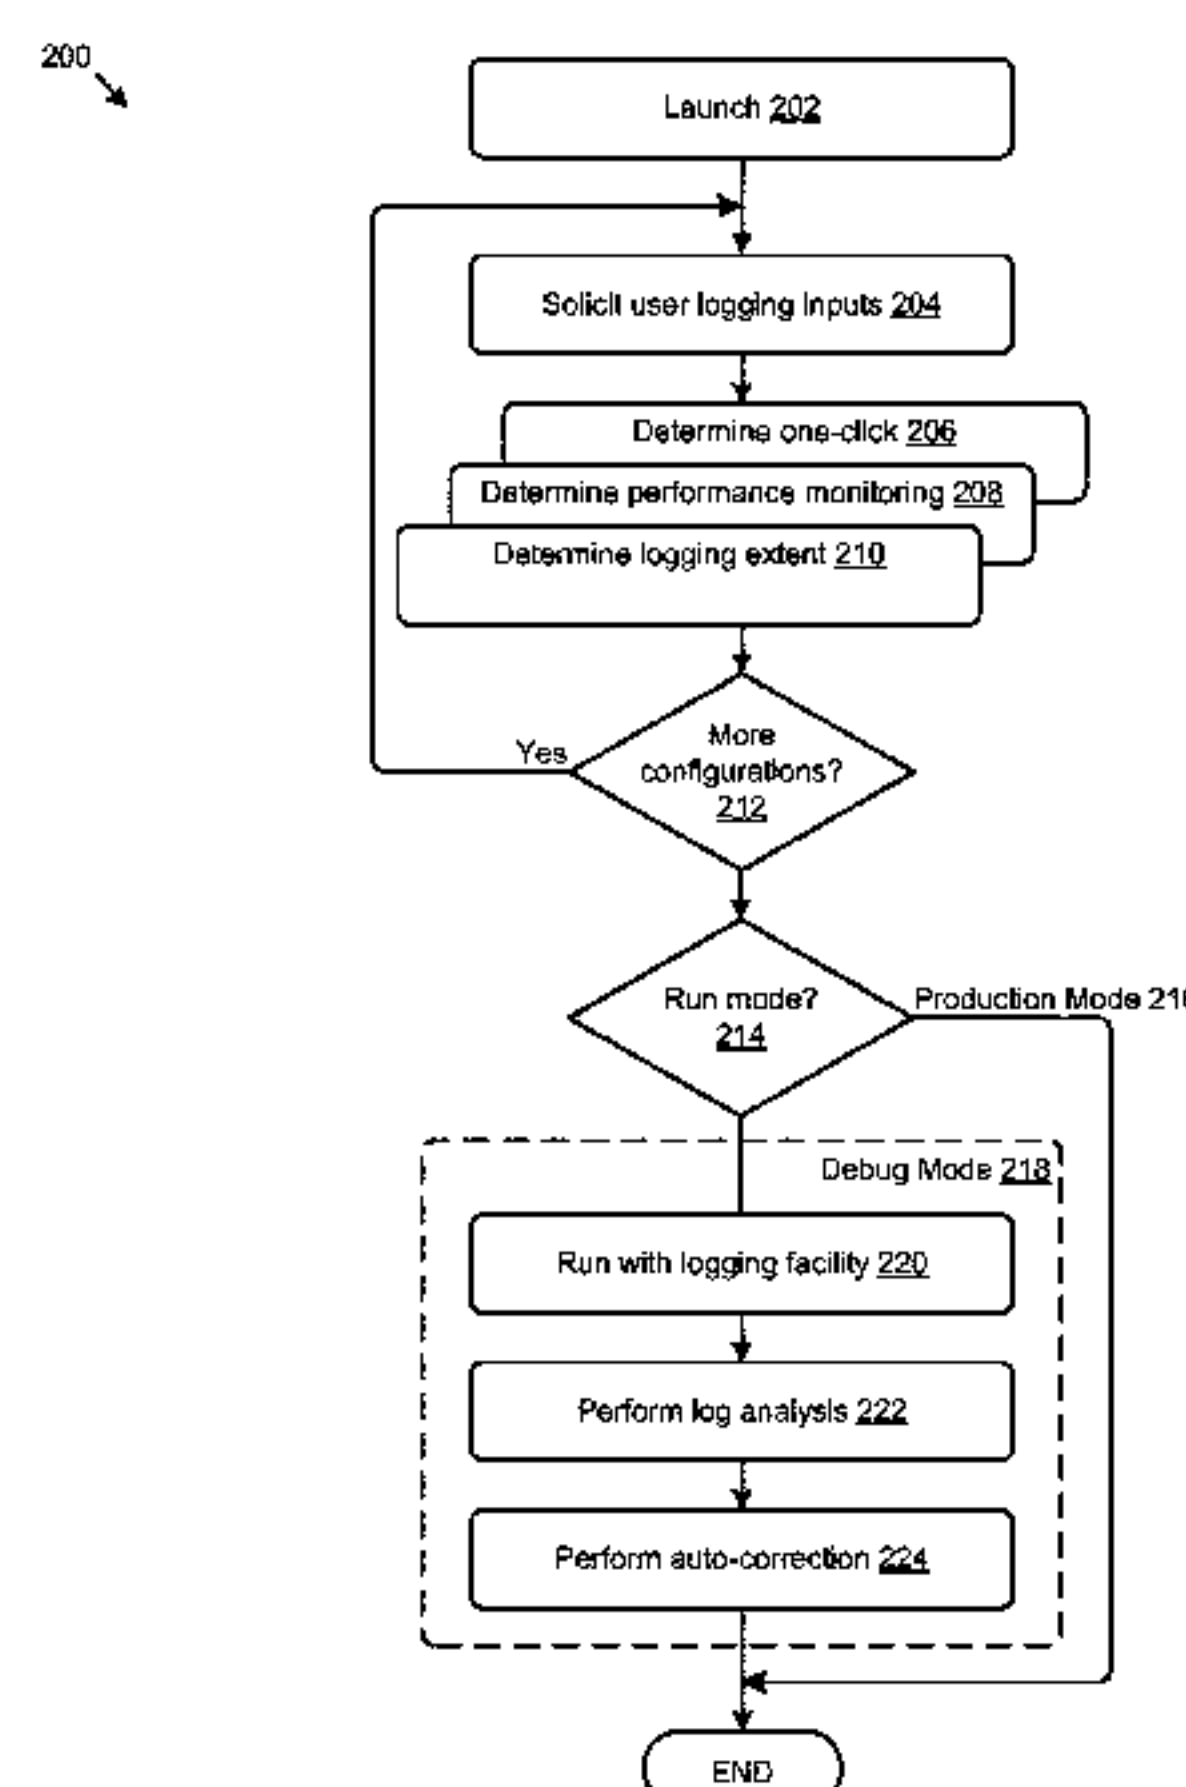 200
Launch 202
Solicit user logging inputs 204
Determine one-click 206
Determine performance monitoring 208
Determine logging extent 210
More
configurations?
212
Yes
Run mode?
214
Production Mode
Debug Mode 218
Run with logging facility 220
Perform log analysis 222
Perform auto-correction 224
END